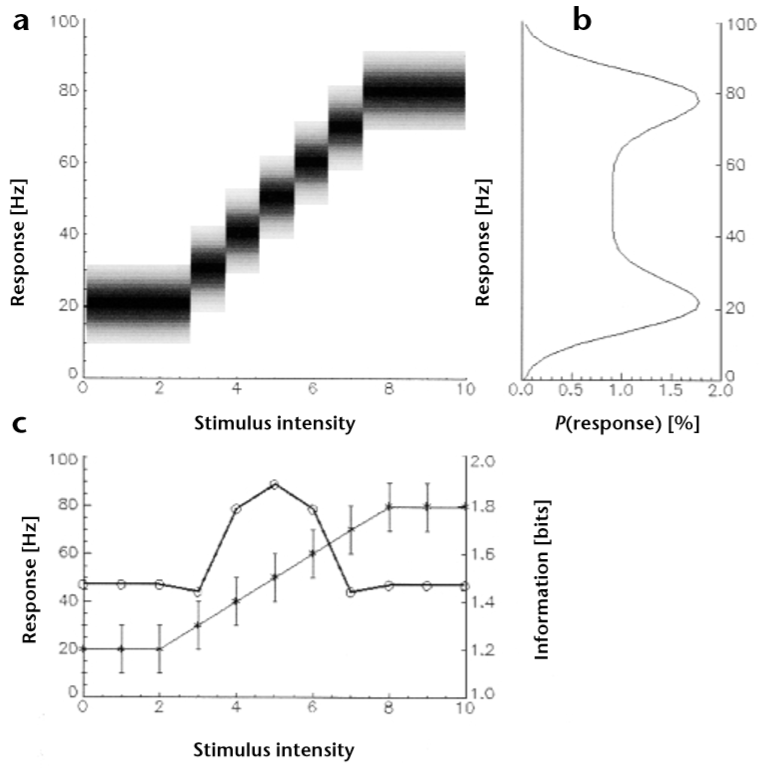 a
100
80
60
40
20
0
Response [Hz]
0 2 4 6 8 10
Stimulus intensity
b
100
80
60
40
20
0
Response [Hz]
0.0 0.5 1.0 1.5 2.0
P(response) [%]
c
100
80
60
40
20
0
Response [Hz]
2.0
1.8
1.6
1.4
1.2
1.0
Information [bits]
0 2 4 6 8 10
Stimulus intensity